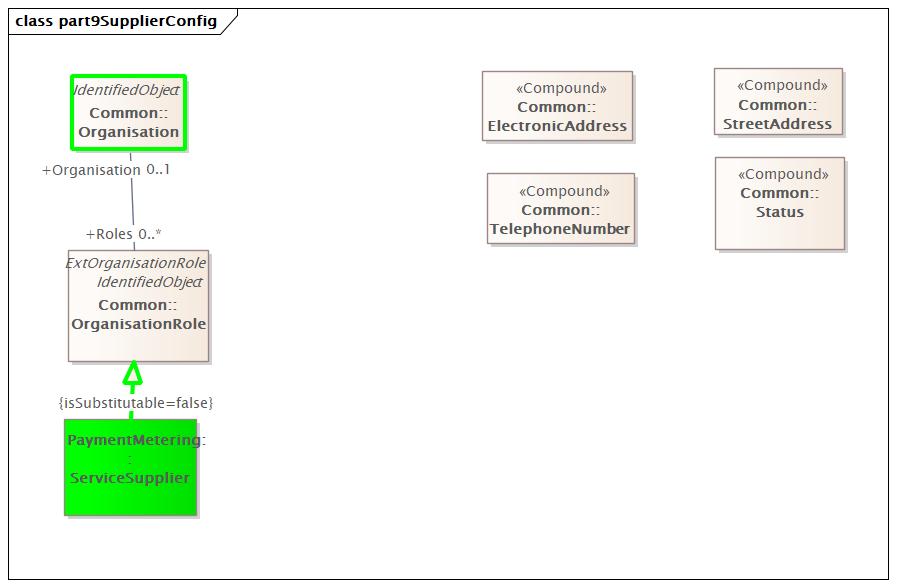 class part9SupplierConfig
IdentifiedObject
Common::
Organisation
+Organisation 0..1
+Roles 0..*
ExtOrganisationRole
IdentifiedObject
Common::
OrganisationRole
{isSubstitutable=false}
PaymentMetering:
:
ServiceSupplier
«Compound»
Common::
ElectronicAddress
«Compound»
Common::
StreetAddress
«Compound»
Common::
TelephoneNumber
«Compound»
Common::
Status